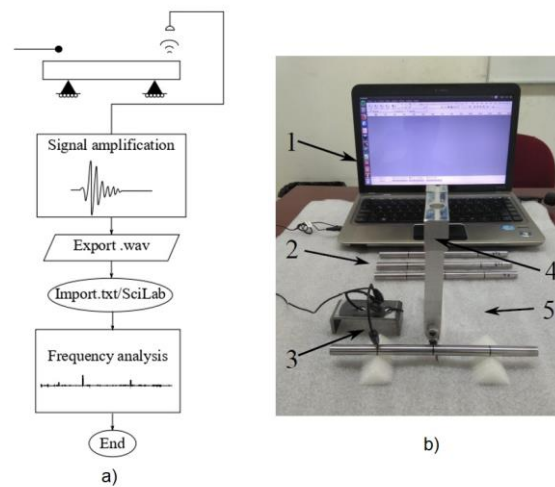 Signal amplification
Export .wav
Import.txt/SciLab
Frequency analysis
End
a)
1
2
3
4
5
b)